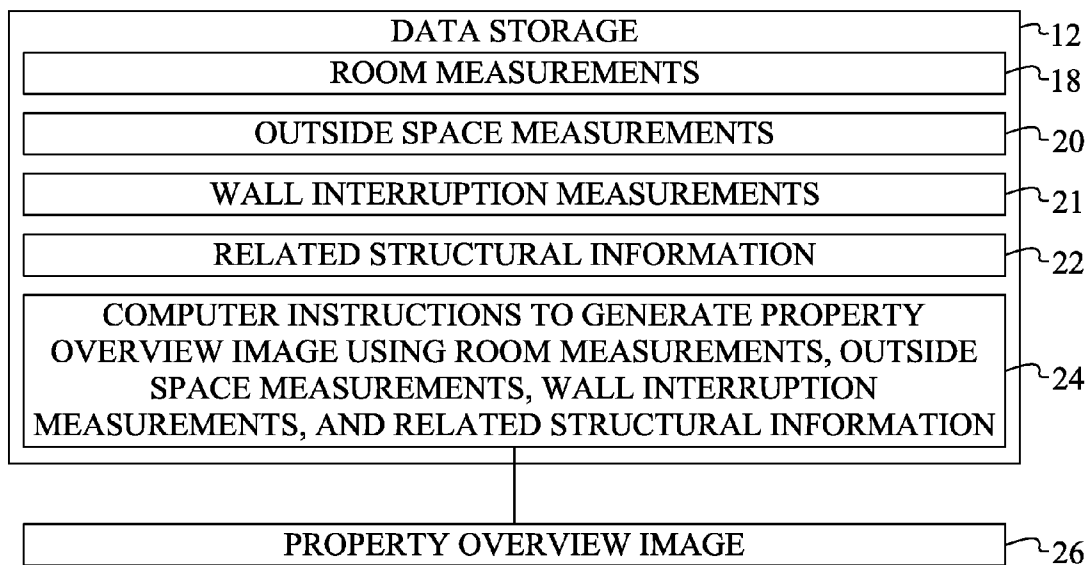 DATA STORAGE 12
ROOM MEASUREMENTS 18
OUTSIDE SPACE MEASUREMENTS 20
WALL INTERRUPTION MEASUREMENTS 21
RELATED STRUCTURAL INFORMATION 22
COMPUTER INSTRUCTIONS TO GENERATE PROPERTY
OVERVIEW IMAGE USING ROOM MEASUREMENTS, OUTSIDE
SPACE MEASUREMENTS, WALL INTERRUPTION 24
MEASUREMENTS, AND RELATED STRUCTURAL INFORMATION
PROPERTY OVERVIEW IMAGE 26